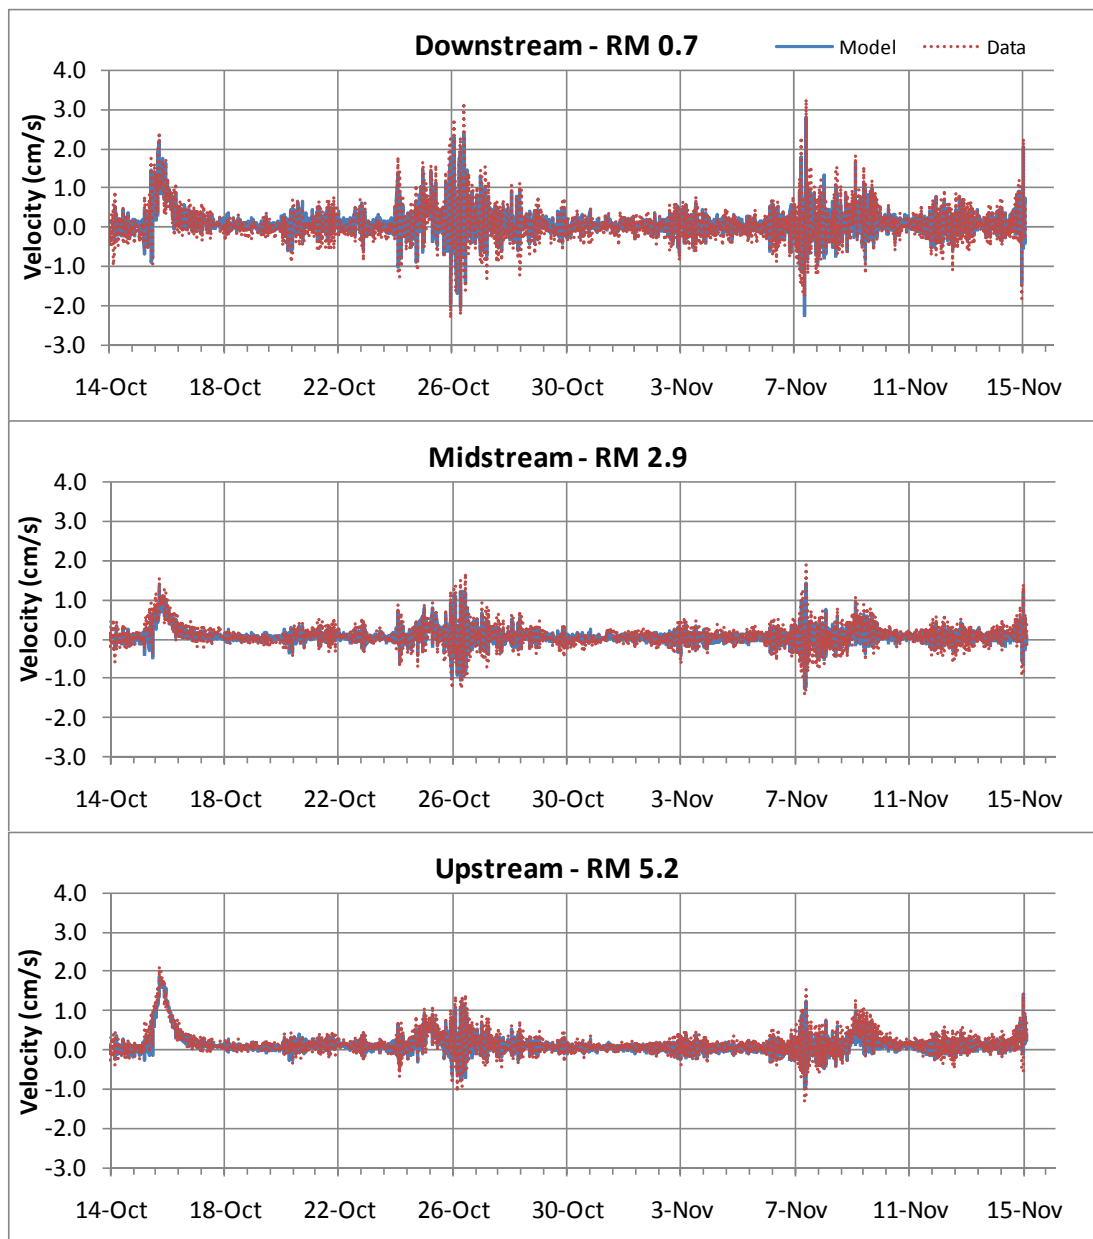 Downstream - RM 0.7
Model
Data
Velocity (cm/s)
4.0
3.0
2.0
1.0
0.0
-1.0
-2.0
-3.0
14-Oct 18-Oct 22-Oct 26-Oct 30-Oct 3-Nov 7-Nov 11-Nov 15-Nov
Midstream - RM 2.9
Velocity (cm/s)
4.0
3.0
2.0
1.0
0.0
-1.0
-2.0
-3.0
14-Oct 18-Oct 22-Oct 26-Oct 30-Oct 3-Nov 7-Nov 11-Nov 15-Nov
Upstream - RM 5.2
Velocity (cm/s)
4.0
3.0
2.0
1.0
0.0
-1.0
-2.0
-3.0
14-Oct 18-Oct 22-Oct 26-Oct 30-Oct 3-Nov 7-Nov 11-Nov 15-Nov